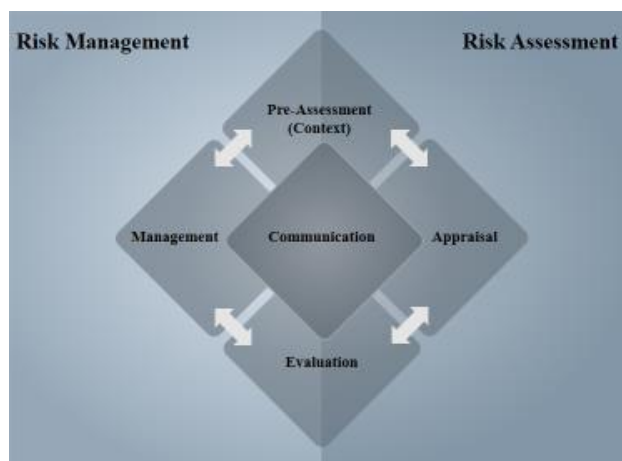 Risk Management
Risk Assessment
Pre-Assessment
(Context)
Management
Communication
Appraisal
Evaluation